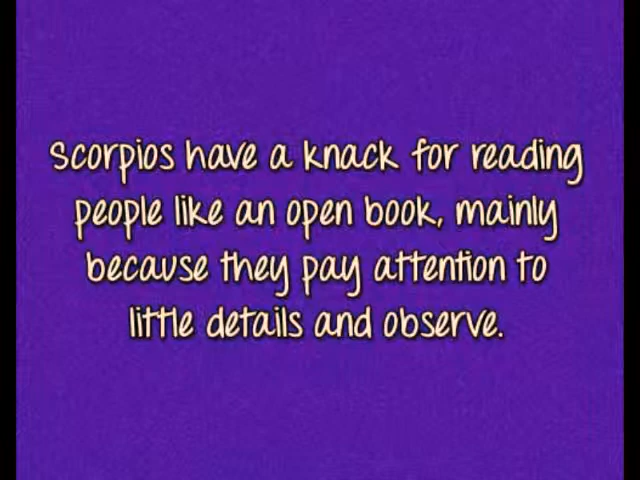 Scorpios have a knack for reading
people like an open book, mainly
because they pay attention to
little details and observe.